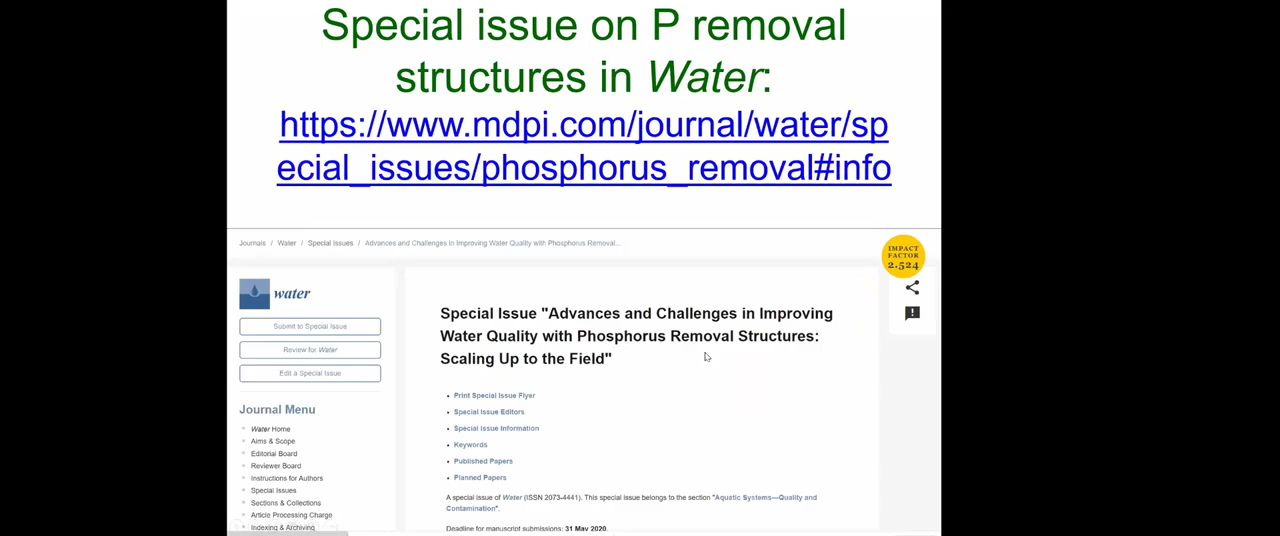 Special issue on P removal
structures in Water:
https://www.mdpi.com/journal/water/sp
ecial_issues/phosphorus_removal#info
Journals / Water / Special Issues / Advances and Challenges in Improving Water Quality with Phosphorus Removal...
IMPACT
FACTOR
2.524
water
Submit to Special Issue
Review for Water
Edit a Special Issue
Journal Menu
Water Home
Aims & Scope
Editorial Board
Reviewer Board
Instructions for Authors
Special Issues
Sections & Collections
Article Processing Charge
Indexing & Archiving
Special Issue "Advances and Challenges in Improving
Water Quality with Phosphorus Removal Structures:
Scaling Up to the Field"
Print Special Issue Flyer
Special Issue Editors
Special Issue Information
Keywords
Published Papers
Planned Papers
A special issue of Water (ISSN 2073-4441). This special issue belongs to the section "Aquatic Systems—Quality and
Contamination".
Deadline for manuscript submissions: 31 May 2020.